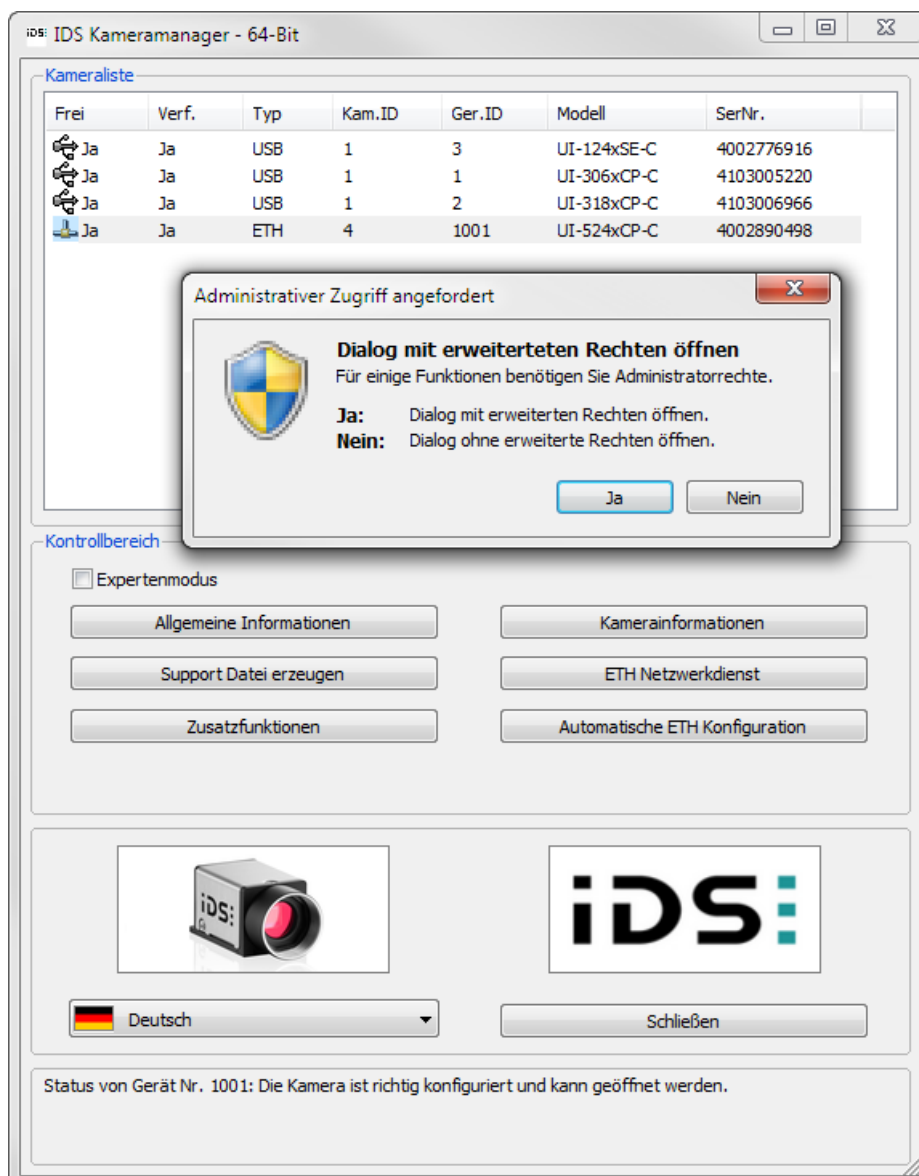 IDS Kameramanager - 64-Bit
Kameraliste
Frei Verf. Typ Kam.ID Ger.ID Modell SerNr.
Ja Ja USB 1 3 UI-124xSE-C 4002776916
Ja Ja USB 1 1 UI-306xCP-C 4103005220
Ja Ja USB 1 2 UI-318xCP-C 4103006966
Ja Ja ETH 4 1001 UI-524xCP-C 4002890498
Administrativer Zugriff angefordert
Dialog mit erweiterteten Rechten öffnen
Für einige Funktionen benötigen Sie Administratorrechte.
Ja: Dialog mit erweiterten Rechten öffnen.
Nein: Dialog ohne erweiterte Rechten öffnen.
Ja Nein
Kontrollbereich
Expertenmodus
Allgemeine Informationen Kamerainformationen
Support Datei erzeugen ETH Netzwerkdienst
Zusatzfunktionen Automatische ETH Konfiguration
iDS: iDS:
Deutsch Schließen
Status von Gerät Nr. 1001: Die Kamera ist richtig konfiguriert und kann geöffnet werden.